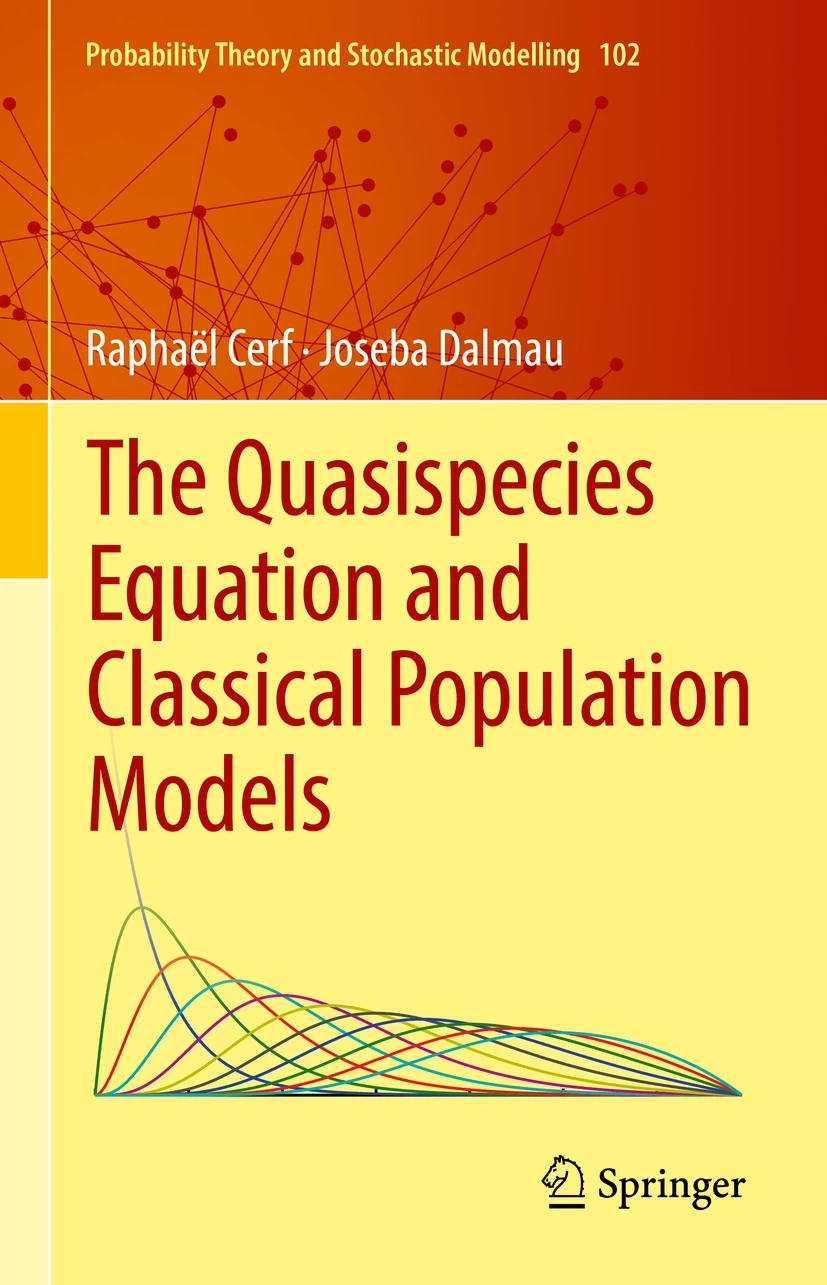 Probability Theory and Stochastic Modelling 102
Raphaël Cerf · Joseba Dalmau
The Quasispecies
Equation and
Classical Population
Models
Springer